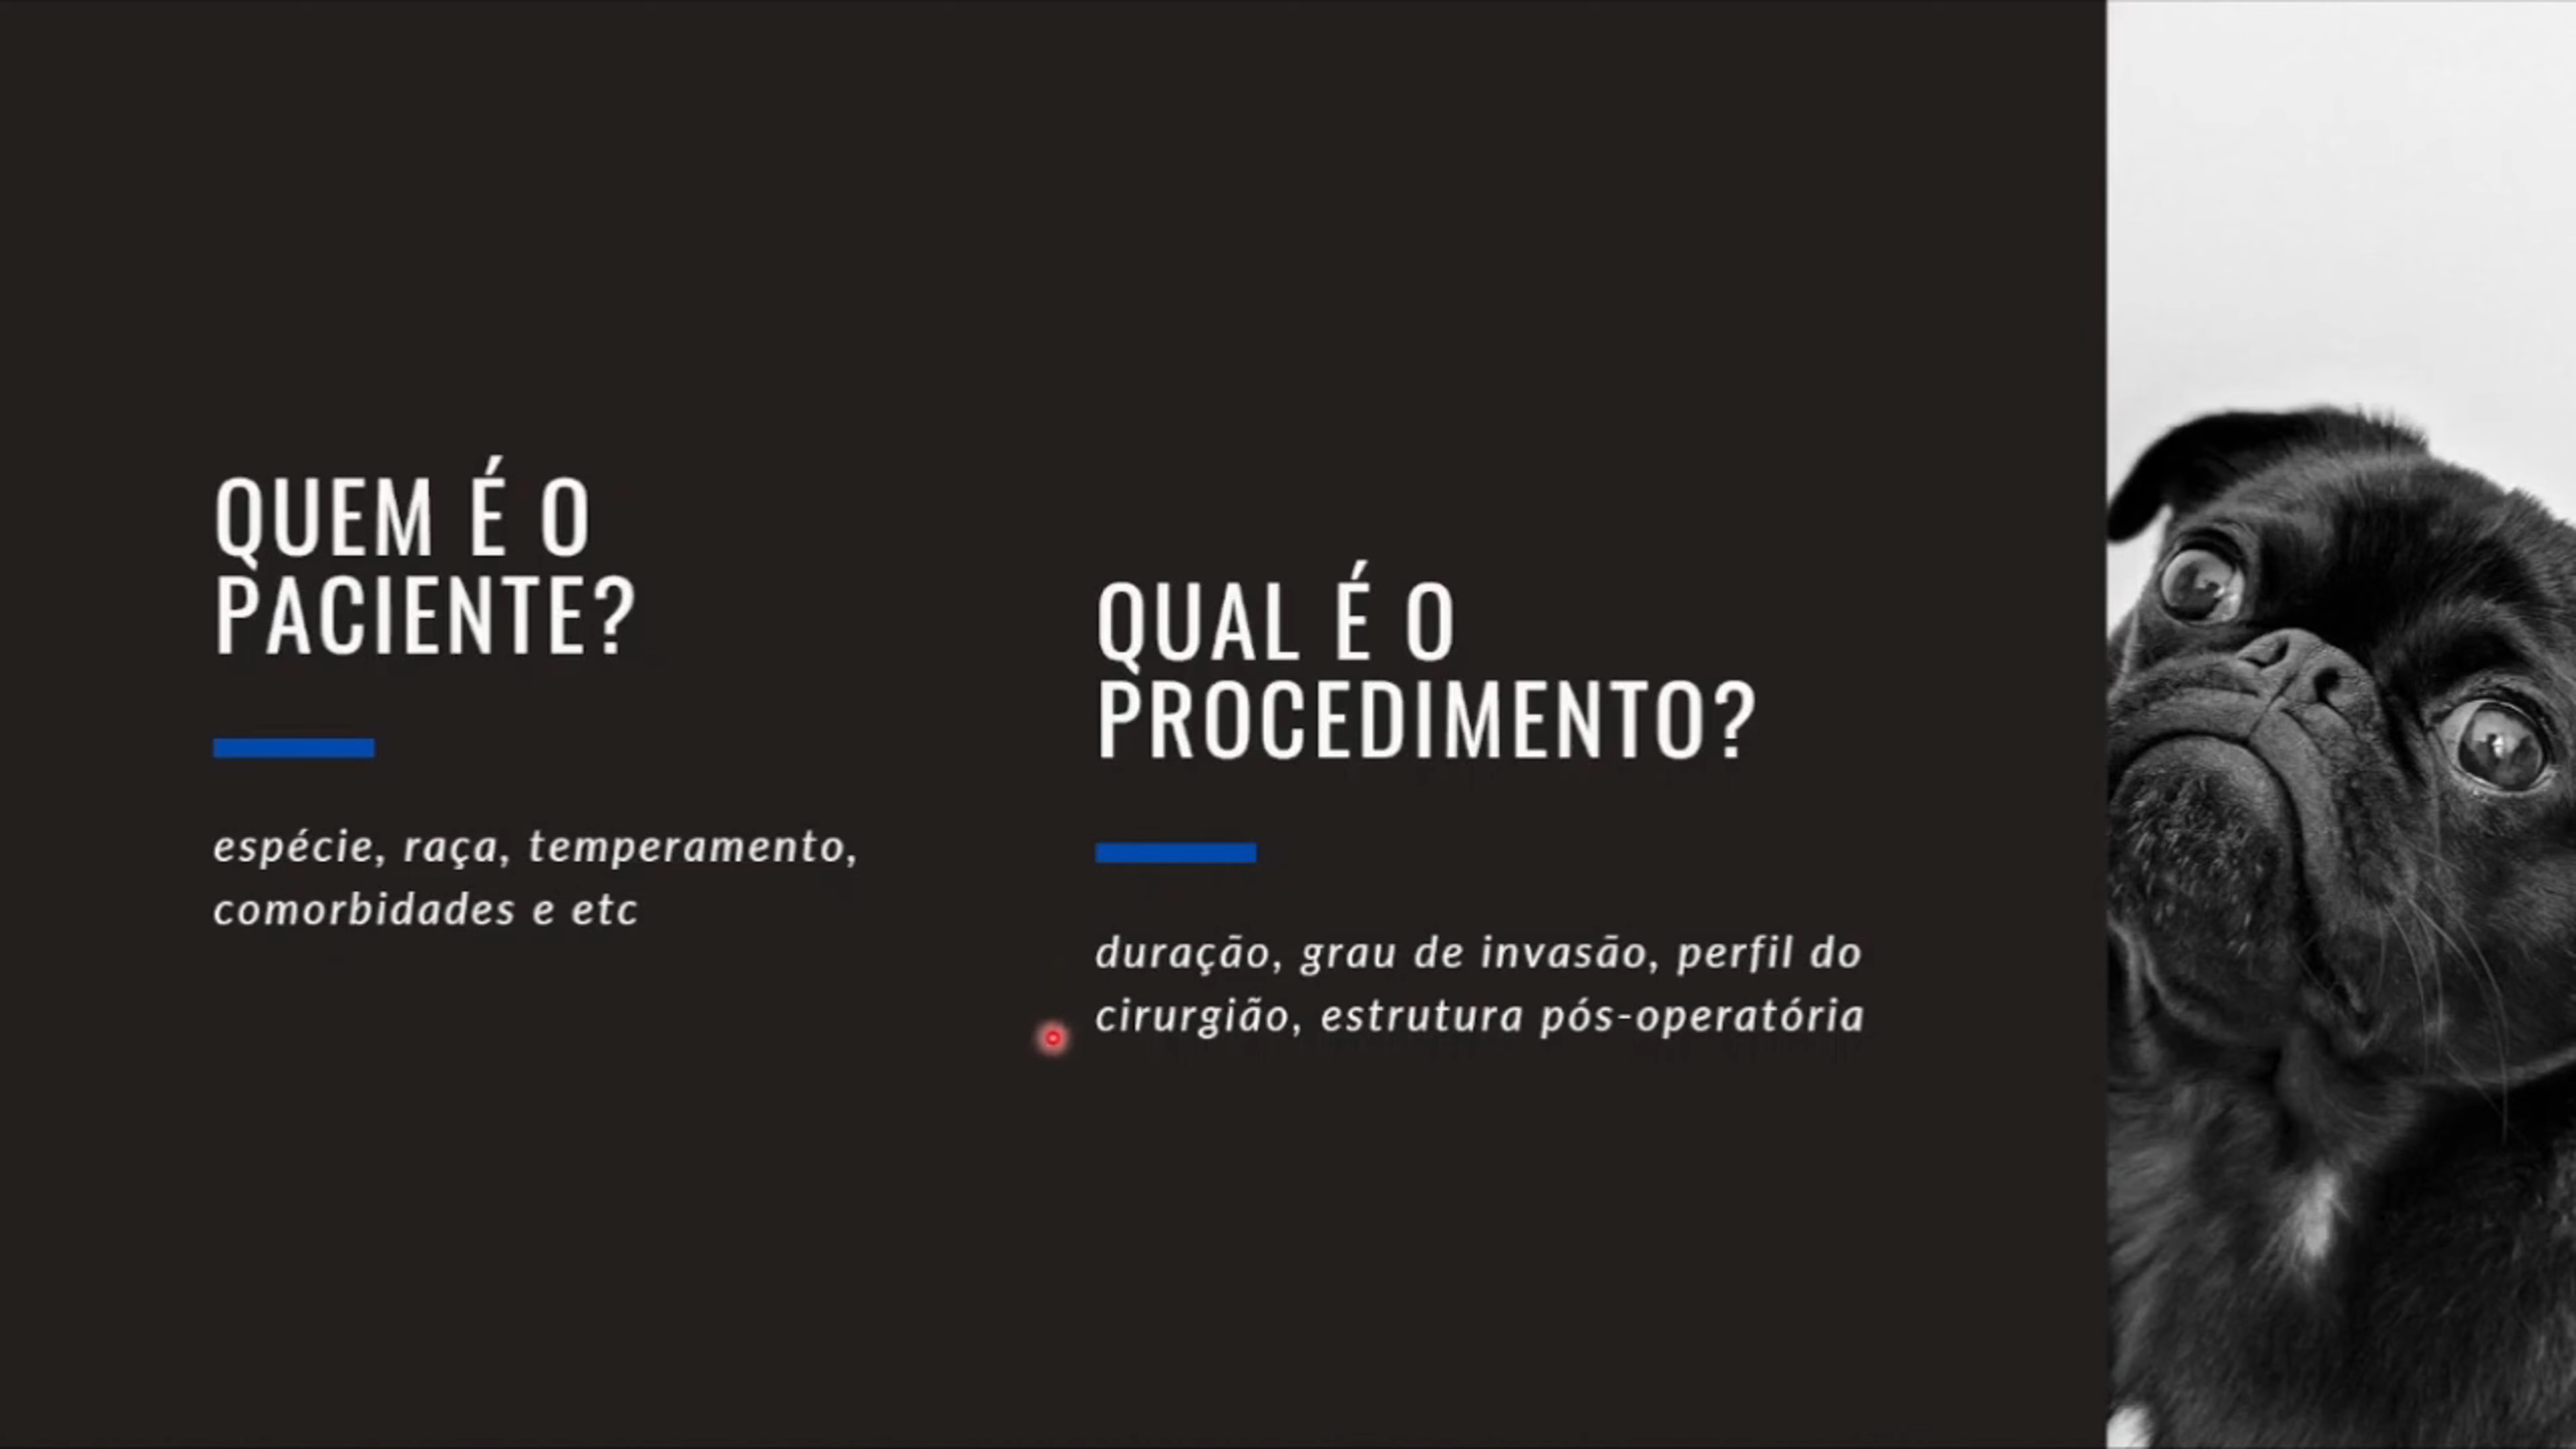 QUEM É O
PACIENTE?
espécie, raça, temperamento,
comorbidades e etc
QUAL É O
PROCEDIMENTO?
duração, grau de invasão, perfil do
cirurgião, estrutura pós-operatória